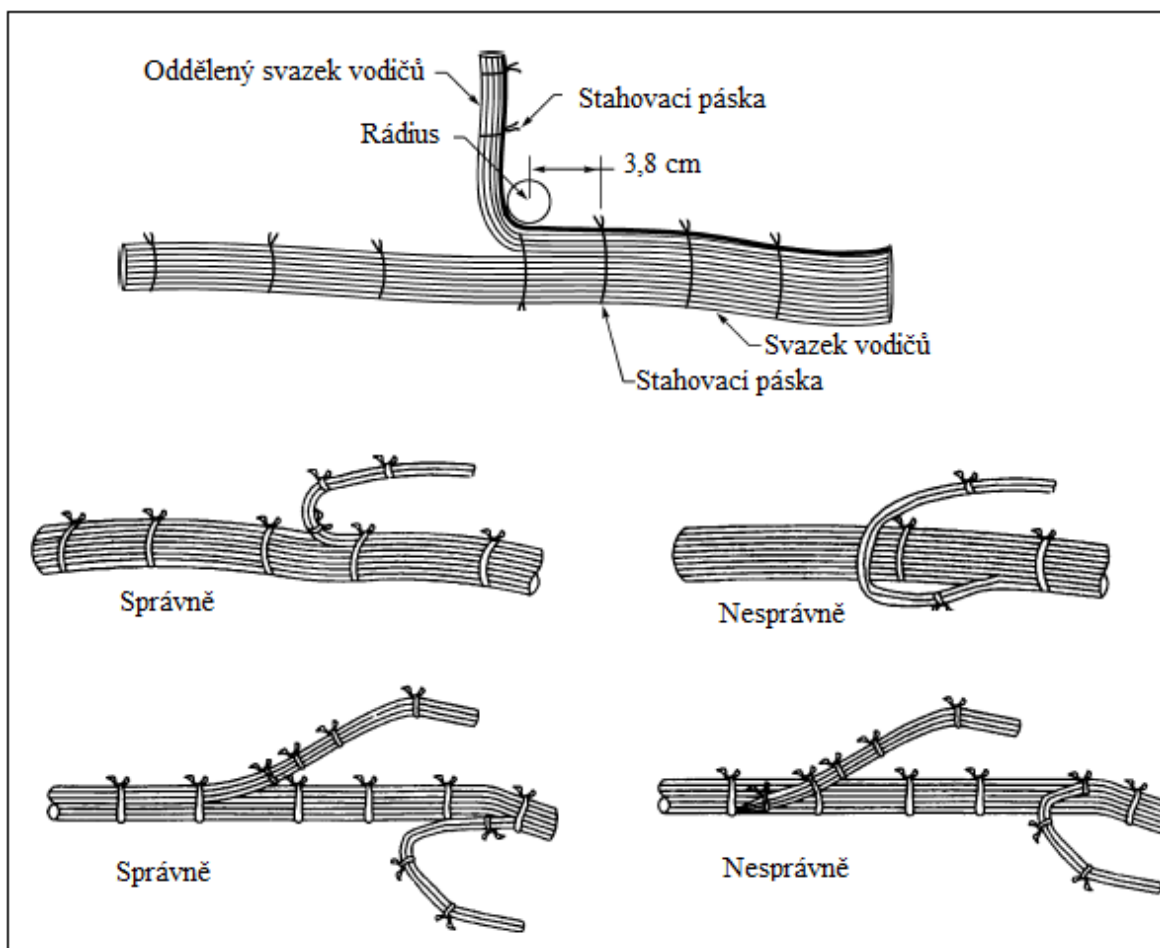 Oddělený svazek vodičů
Stahovací páska
Rádius
3,8 cm
Svazek vodičů
Stahovací páska
Správně
Nesprávně
Správně
Nesprávně